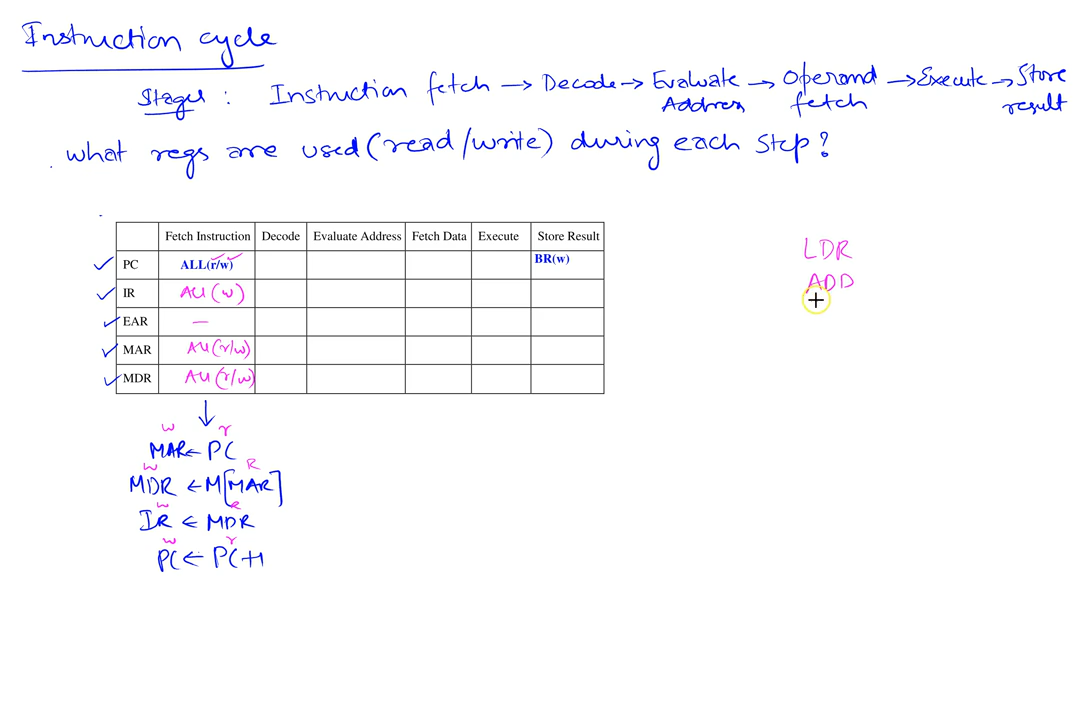 Instruction cycle
Stages : Instruction fetch → Decode → Evaluate Address → Operand fetch → Execute → Store result
what regs are used (read/write) during each step?
Fetch Instruction Decode Evaluate Address Fetch Data Execute Store Result
✓ PC ALL(r/w) BR(w)
✓ IR All (w)
✓ EAR —
✓ MAR All (r/w)
✓ MDR All (r/w)
LDR
ADD
↓
w r
MAR ← PC
w R
MDR ← M[MAR]
w R
IR ← MDR
w r
PC ← PC+1